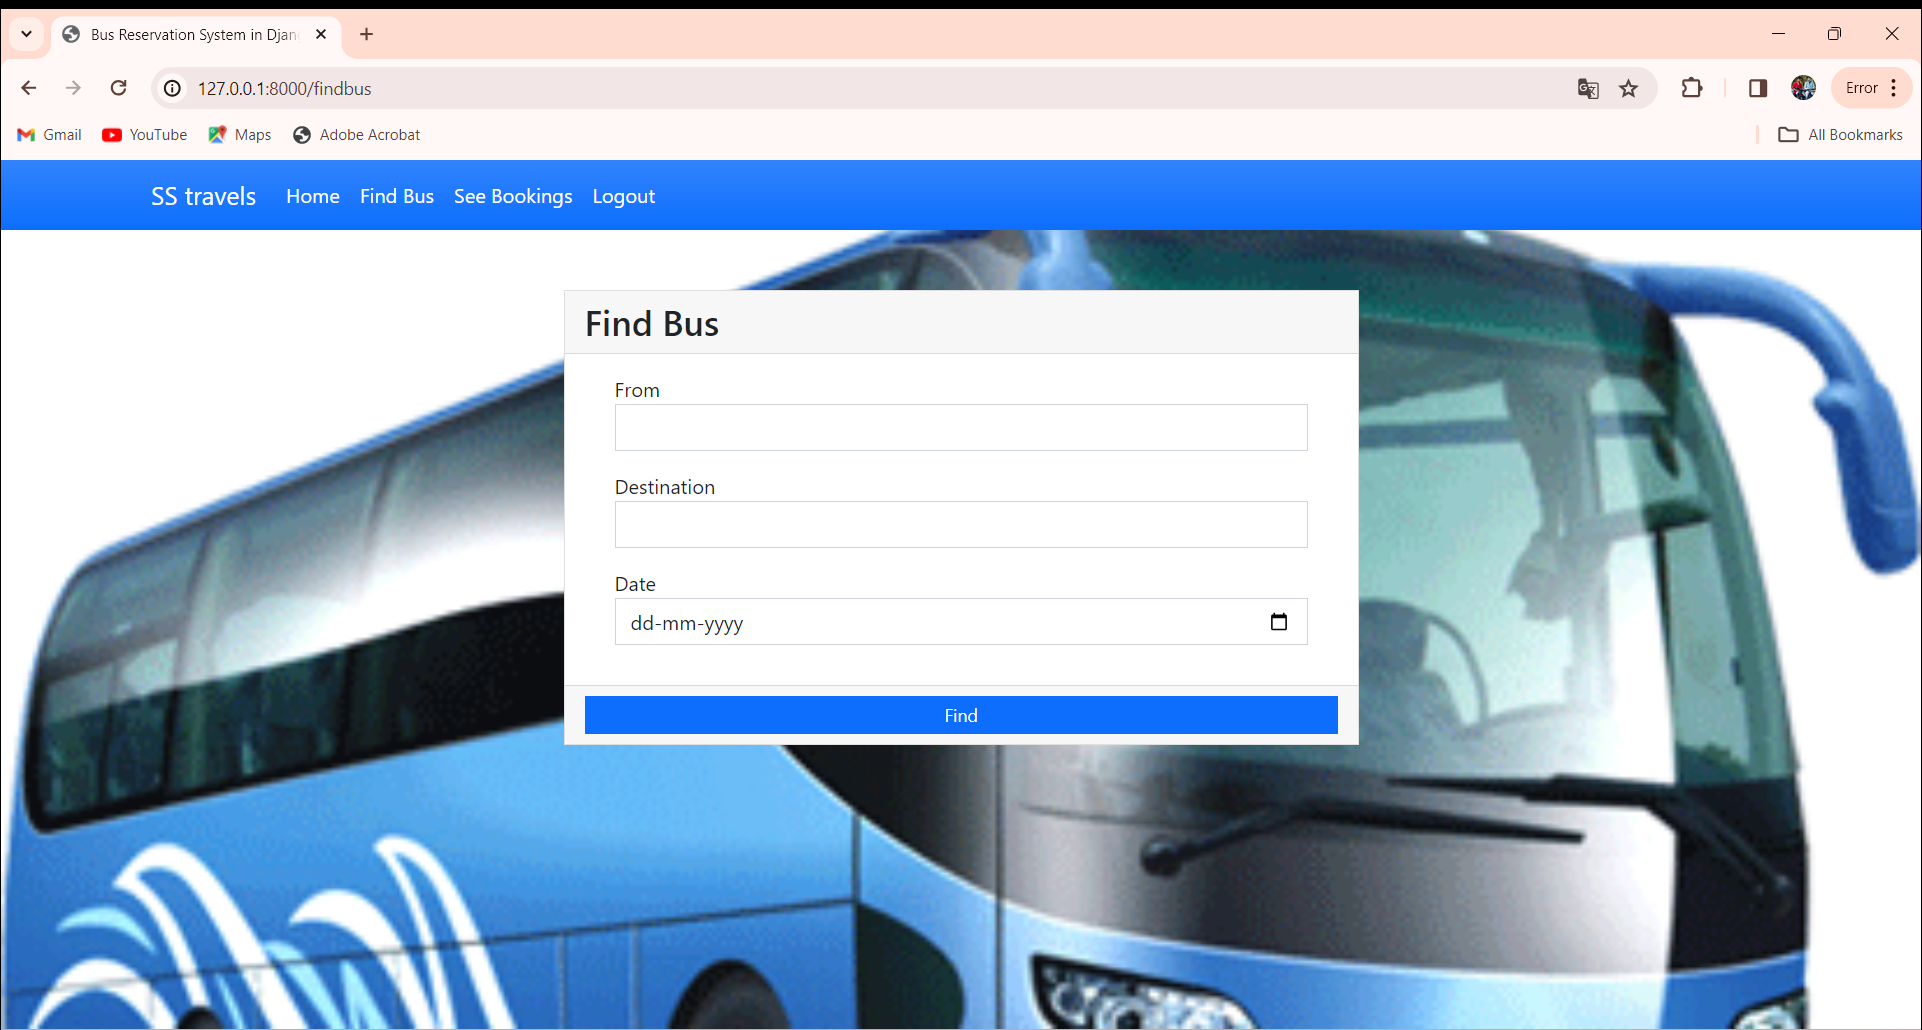 Bus Reservation System in Djan
127.0.0.1:8000/findbus
Error
Gmail
YouTube
Maps
Adobe Acrobat
All Bookmarks
SS travels
Home
Find Bus
See Bookings
Logout
Find Bus
From
Destination
Date
dd-mm-yyyy
Find